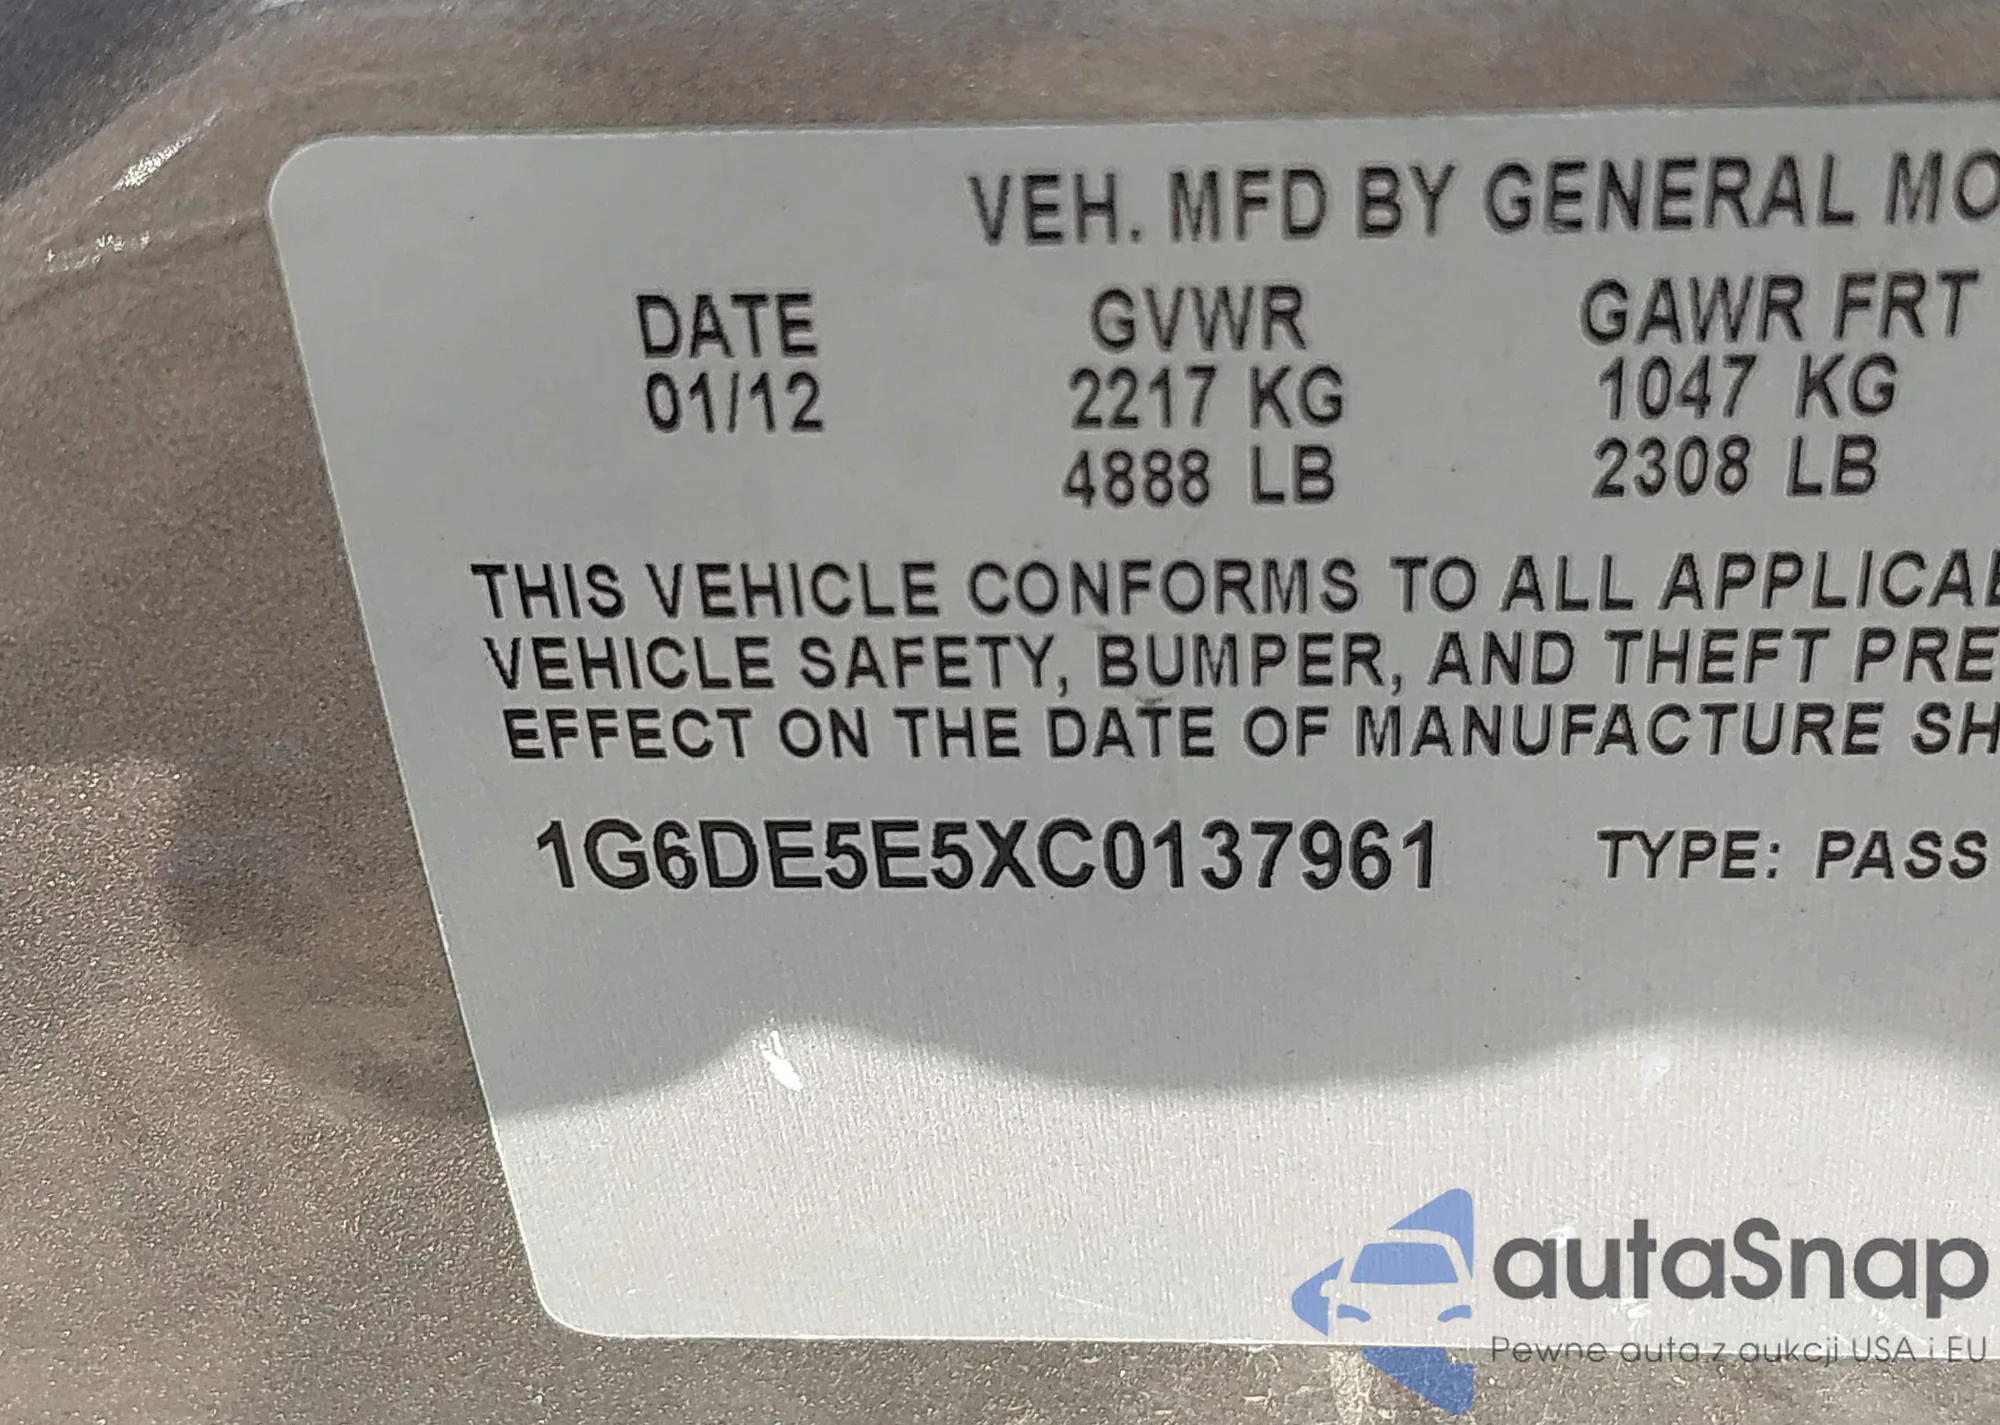 VEH. MFD BY GENERAL MO
DATE GVWR GAWR FRT
01/12 2217 KG 1047 KG
4888 LB 2308 LB
THIS VEHICLE CONFORMS TO ALL APPLICAB
VEHICLE SAFETY, BUMPER, AND THEFT PRE
EFFECT ON THE DATE OF MANUFACTURE SH
1G6DE5E5XC0137961 TYPE: PASS
autaSnap
Pewne auta z aukcji USA i EU